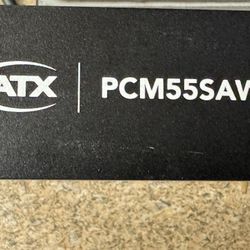 ATX | PCM55SAV